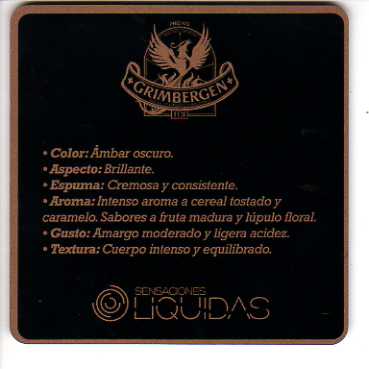 GRIMBERGEN
• Color: Ámbar oscuro.
• Aspecto: Brillante.
• Espuma: Cremosa y consistente.
• Aroma: Intenso aroma a cereal tostado y
caramelo. Sabores a fruta madura y lúpulo floral.
• Gusto: Amargo moderado y ligera acidez.
• Textura: Cuerpo intenso y equilibrado.
SENSACIONES
LIQUIDAS